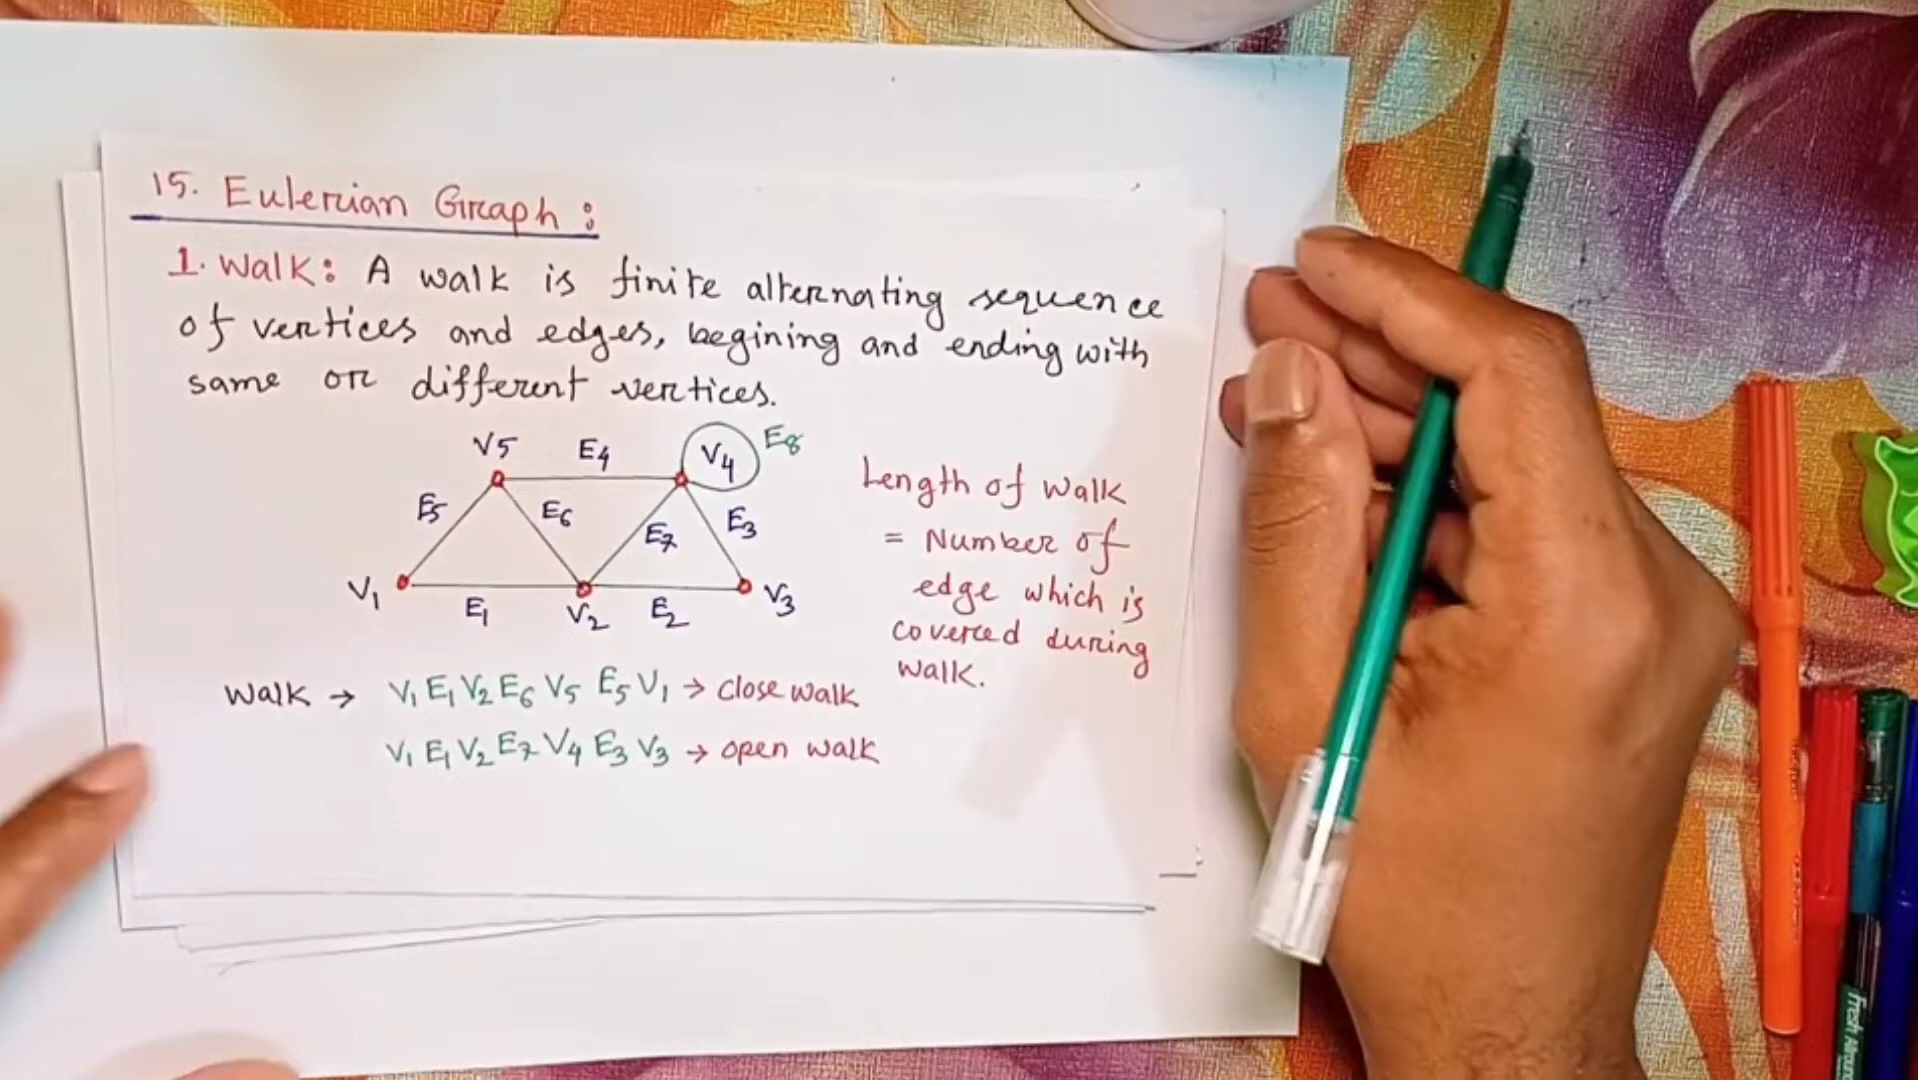 15. Eulerian Graph:
1. Walk: A walk is finite alternating sequence
of vertices and edges, begining and ending with
same or different vertices.
V5 E4 V4 E8
E5 E6 E7 E3
V1 E1 V2 E2 V3
Length of walk
= Number of
edge which is
covered during
walk.
Walk → V1 E1 V2 E6 V5 E5 V1 → Close walk
V1 E1 V2 E7 V4 E3 V3 → open walk